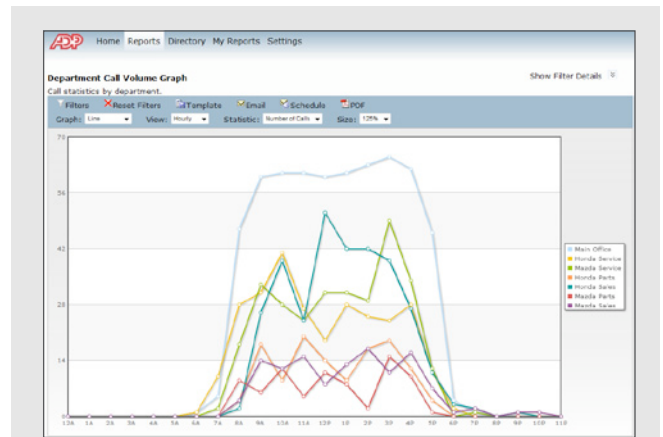 ADP Home Reports Directory My Reports Settings
Department Call Volume Graph Show Filter Details
Call statistics by department.
Filters Reset Filters Template Email Schedule PDF
Graph: Line View: Hourly Statistic: Number of Calls Size: 125%
70
56
42
28
14
0
Main Office
Honda Service
Mazda Service
Honda Parts
Honda Sales
Mazda Parts
Mazda Sales
12A 1A 2A 3A 4A 5A 6A 7A 8A 9A 10A 11A 12P 1P 2P 3P 4P 5P 6P 7P 8P 9P 10P 11P